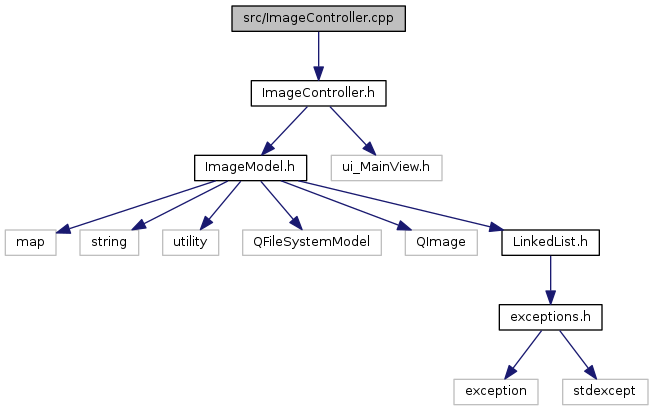 src/ImageController.cpp
ImageController.h
ImageModel.h
ui_MainView.h
map
string
utility
QFileSystemModel
QImage
LinkedList.h
exceptions.h
exception
stdexcept